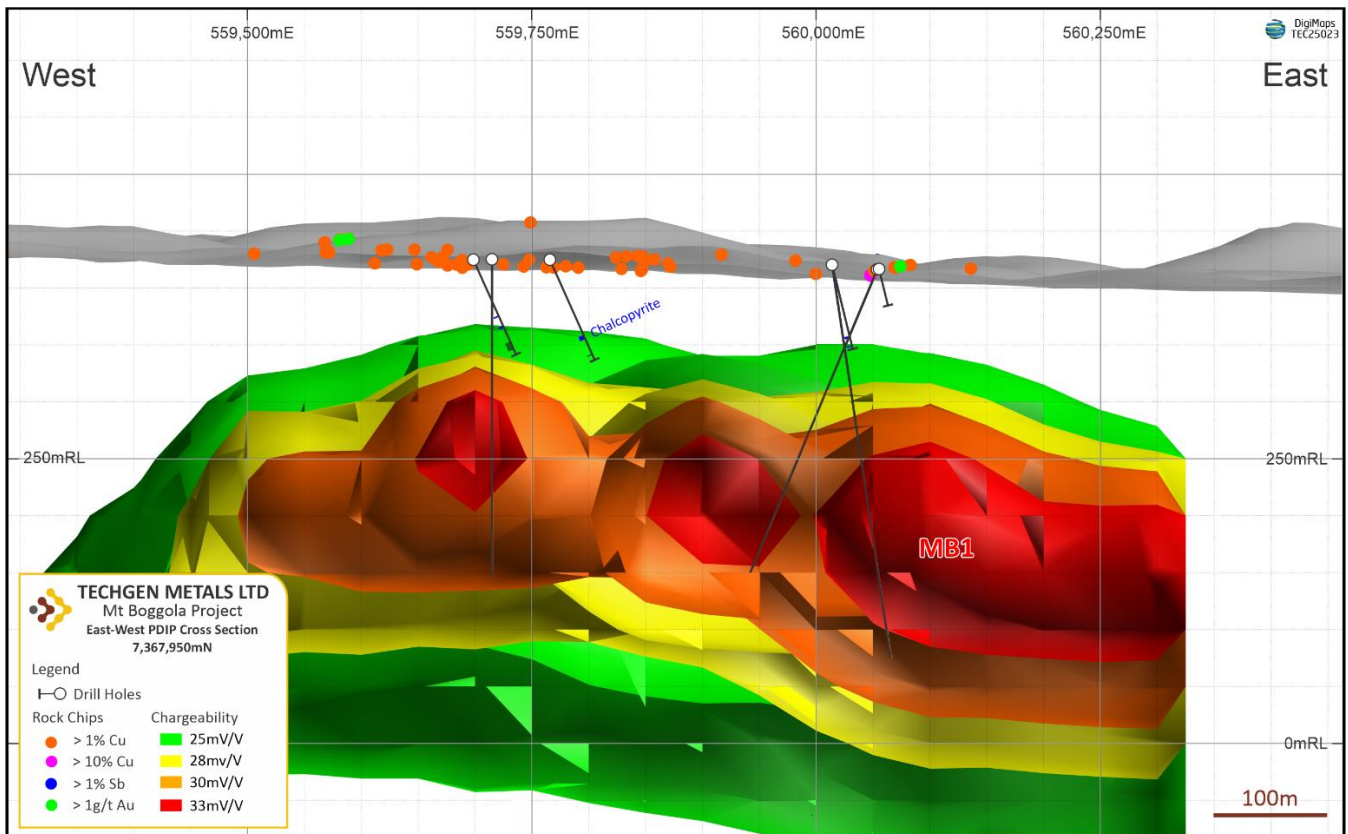 559,500mE
559,750mE
560,000mE
560,250mE
DigiMaps
TEC25023
West
East
Chalcopyrite
250mRL
250mRL
MB1
TECHGEN METALS LTD
Mt Boggola Project
East-West PDIP Cross Section
7,367,950mN
Legend
Drill Holes
Rock Chips
Chargeability
> 1% Cu
25mV/V
> 10% Cu
28mv/V
> 1% Sb
30mV/V
> 1g/t Au
33mV/V
0mRL
100m